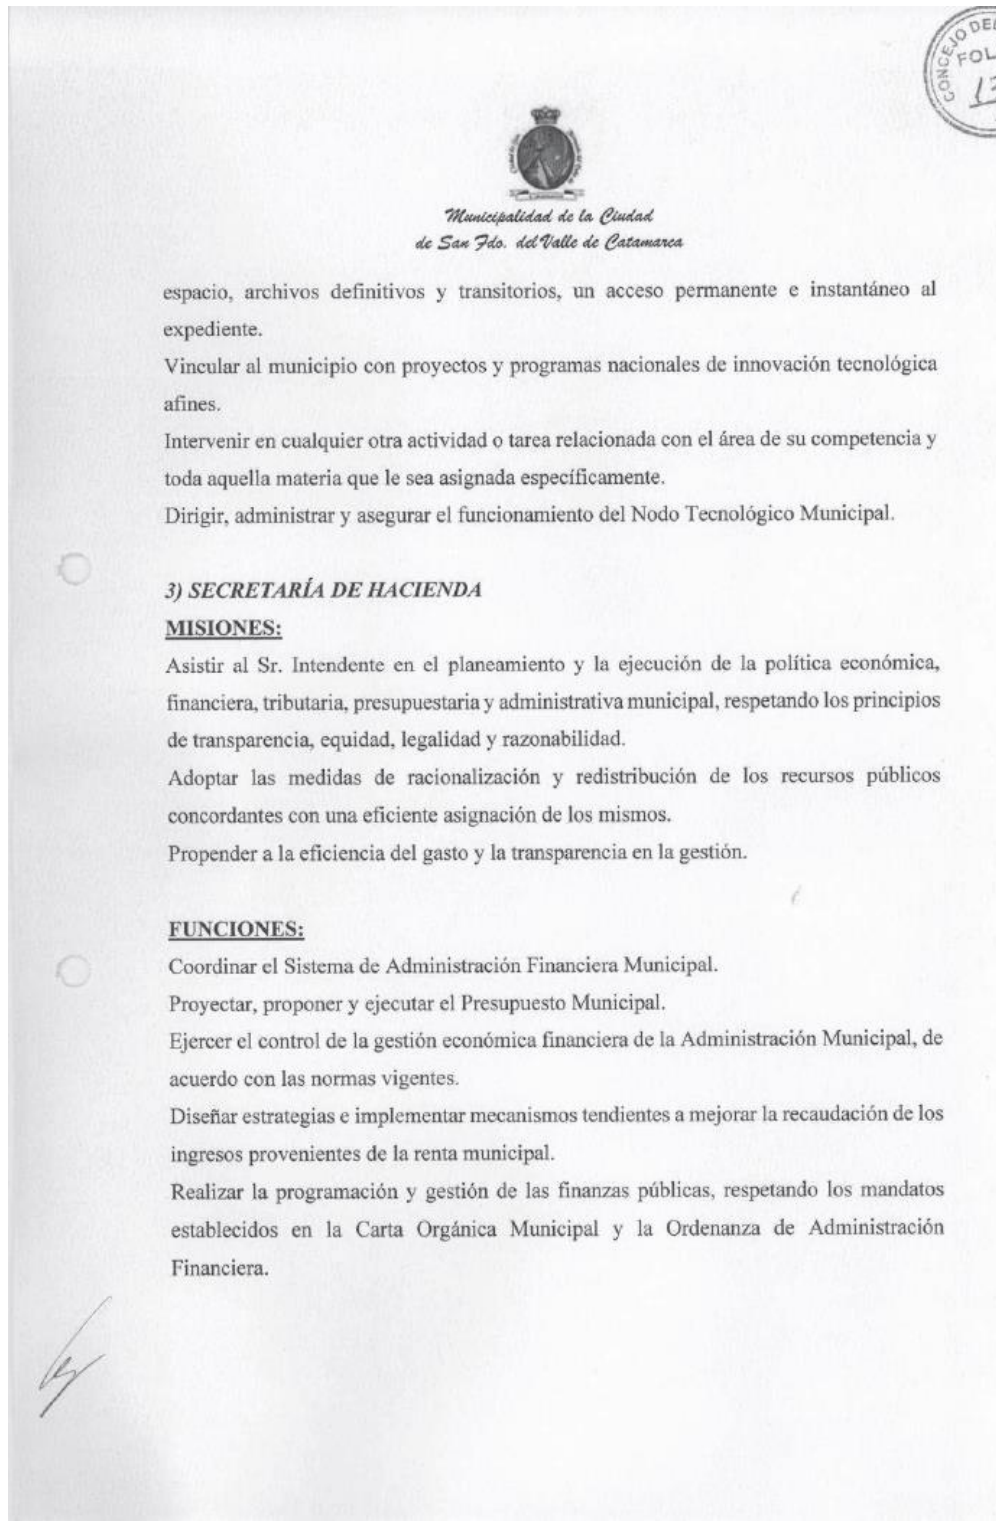 CONCEJO DEL
FOL
13
Municipalidad de la Ciudad
de San Fdo. del Valle de Catamarca
espacio, archivos definitivos y transitorios, un acceso permanente e instantáneo al
expediente.
Vincular al municipio con proyectos y programas nacionales de innovación tecnológica
afines.
Intervenir en cualquier otra actividad o tarea relacionada con el área de su competencia y
toda aquella materia que le sea asignada específicamente.
Dirigir, administrar y asegurar el funcionamiento del Nodo Tecnológico Municipal.
3) SECRETARÍA DE HACIENDA
MISIONES:
Asistir al Sr. Intendente en el planeamiento y la ejecución de la política económica,
financiera, tributaria, presupuestaria y administrativa municipal, respetando los principios
de transparencia, equidad, legalidad y razonabilidad.
Adoptar las medidas de racionalización y redistribución de los recursos públicos
concordantes con una eficiente asignación de los mismos.
Propender a la eficiencia del gasto y la transparencia en la gestión.
FUNCIONES:
Coordinar el Sistema de Administración Financiera Municipal.
Proyectar, proponer y ejecutar el Presupuesto Municipal.
Ejercer el control de la gestión económica financiera de la Administración Municipal, de
acuerdo con las normas vigentes.
Diseñar estrategias e implementar mecanismos tendientes a mejorar la recaudación de los
ingresos provenientes de la renta municipal.
Realizar la programación y gestión de las finanzas públicas, respetando los mandatos
establecidos en la Carta Orgánica Municipal y la Ordenanza de Administración
Financiera.